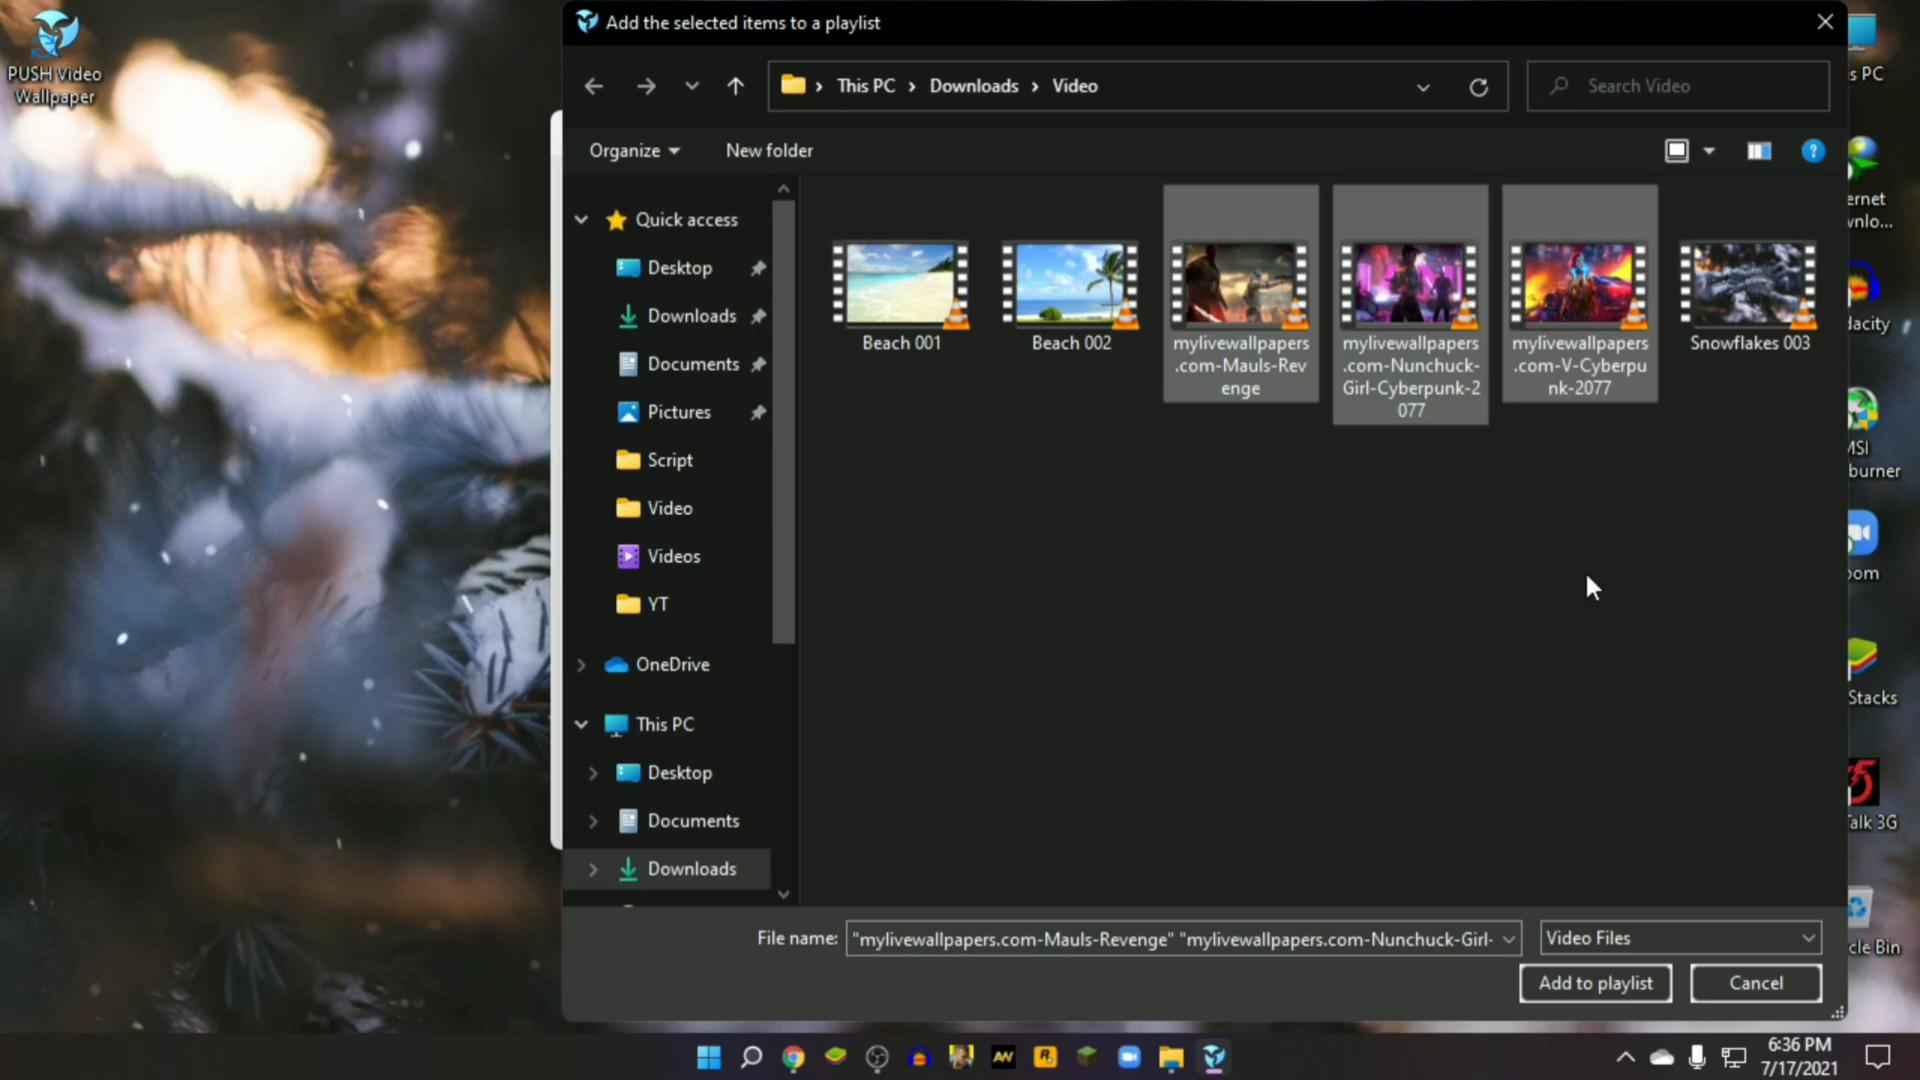 PUSH Video
Wallpaper
Add the selected items to a playlist
This PC
Downloads
Video
Search Video
Organize
New folder
Quick access
Desktop
Downloads
Documents
Pictures
Script
Video
Videos
YT
OneDrive
This PC
Desktop
Documents
Downloads
Beach 001
Beach 002
mylivewallpapers
.com-Mauls-Rev
enge
mylivewallpapers
.com-Nunchuck-
Girl-Cyberpunk-2
077
mylivewallpapers
.com-V-Cyberpu
nk-2077
Snowflakes 003
File name:
"mylivewallpapers.com-Mauls-Revenge" "mylivewallpapers.com-Nunchuck-Girl-
Video Files
Add to playlist
Cancel
s PC
ernet
wnlo...
dacity
MSI
burner
oom
Stacks
alk 3G
cle Bin
6:36 PM
7/17/2021